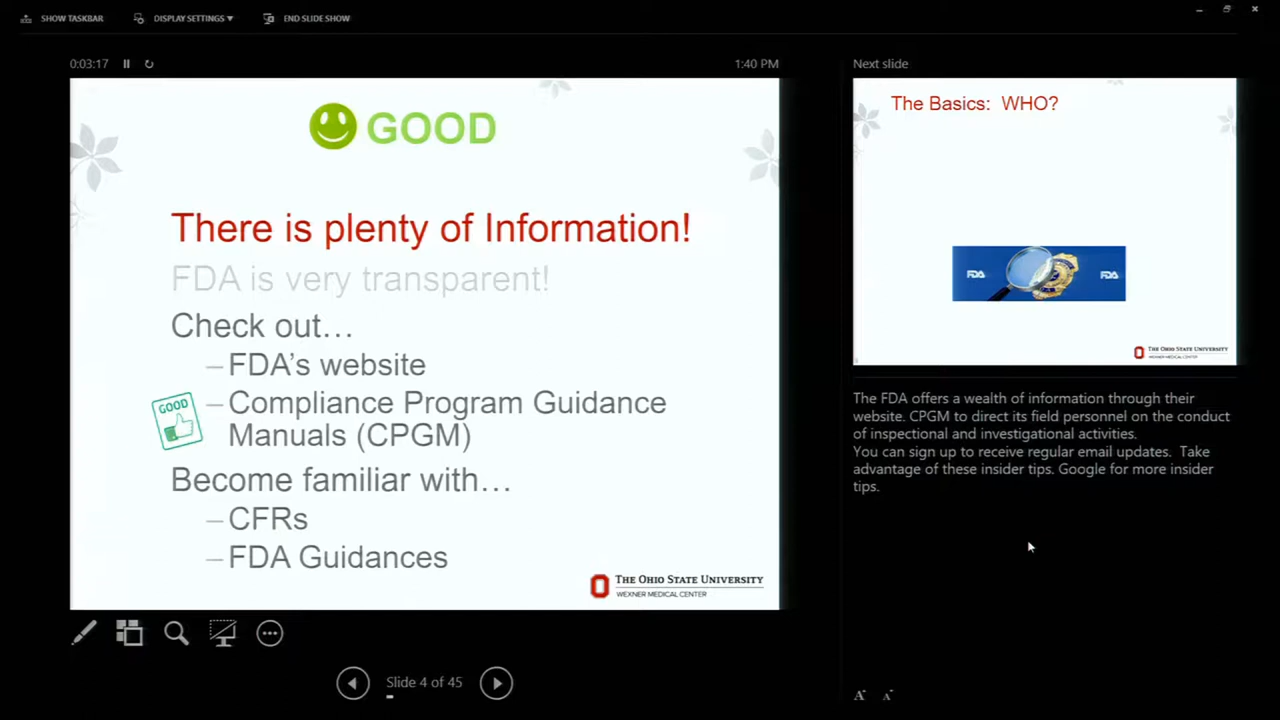 SHOW TASKBAR
DISPLAY SETTINGS
END SLIDE SHOW
0:03:17
1:40 PM
GOOD
There is plenty of Information!
FDA is very transparent!
Check out…
– FDA’s website
GOOD
– Compliance Program Guidance
Manuals (CPGM)
Become familiar with…
– CFRs
– FDA Guidances
THE OHIO STATE UNIVERSITY
WEXNER MEDICAL CENTER
Slide 4 of 45
Next slide
The Basics: WHO?
FDA
FDA
THE OHIO STATE UNIVERSITY
WEXNER MEDICAL CENTER
The FDA offers a wealth of information through their
website. CPGM to direct its field personnel on the conduct
of inspectional and investigational activities.
You can sign up to receive regular email updates. Take
advantage of these insider tips. Google for more insider
tips.
A
A